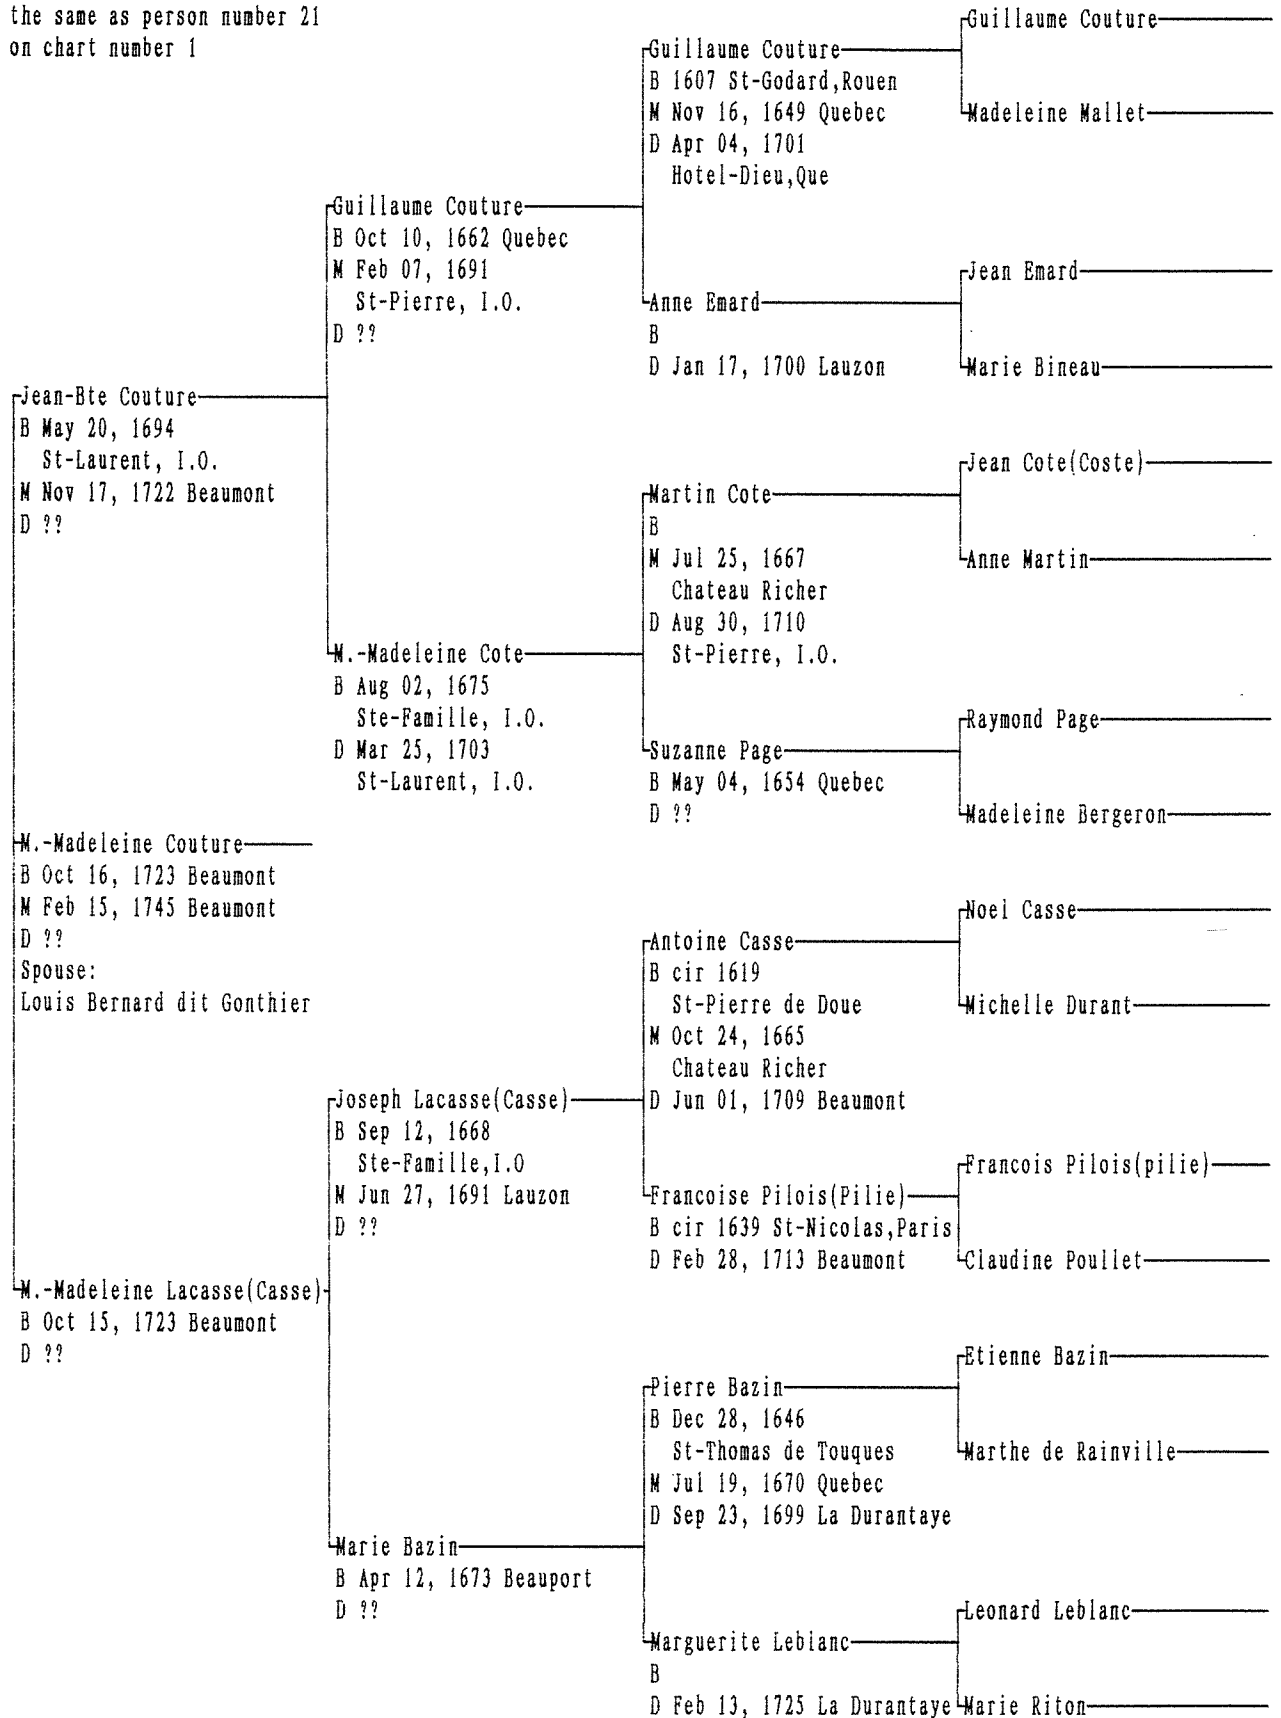 the same as person number 21
on chart number 1
Guillaume Couture
Guillaume Couture
B 1607 St-Godard,Rouen
M Nov 16, 1649 Quebec
D Apr 04, 1701
Hotel-Dieu,Que
Madeleine Mallet
Guillaume Couture
B Oct 10, 1662 Quebec
M Feb 07, 1691
St-Pierre, I.O.
D ??
Jean Emard
Anne Emard
B
D Jan 17, 1700 Lauzon
Marie Bineau
Jean-Bte Couture
B May 20, 1694
St-Laurent, I.O.
M Nov 17, 1722 Beaumont
D ??
Jean Cote(Coste)
Martin Cote
B
M Jul 25, 1667
Chateau Richer
D Aug 30, 1710
St-Pierre, I.O.
Anne Martin
M.-Madeleine Cote
B Aug 02, 1675
Ste-Famille, I.O.
D Mar 25, 1703
St-Laurent, I.O.
Raymond Page
Suzanne Page
B May 04, 1654 Quebec
D ??
Madeleine Bergeron
M.-Madeleine Couture
B Oct 16, 1723 Beaumont
M Feb 15, 1745 Beaumont
D ??
Spouse:
Louis Bernard dit Gonthier
Noel Casse
Antoine Casse
B cir 1619
St-Pierre de Doue
M Oct 24, 1665
Chateau Richer
D Jun 01, 1709 Beaumont
Michelle Durant
Joseph Lacasse(Casse)
B Sep 12, 1668
Ste-Famille,I.O
M Jun 27, 1691 Lauzon
D ??
Francois Pilois(pilie)
Francoise Pilois(Pilie)
B cir 1639 St-Nicolas,Paris
D Feb 28, 1713 Beaumont
Claudine Poullet
M.-Madeleine Lacasse(Casse)
B Oct 15, 1723 Beaumont
D ??
Etienne Bazin
Pierre Bazin
B Dec 28, 1646
St-Thomas de Touques
M Jul 19, 1670 Quebec
D Sep 23, 1699 La Durantaye
Marthe de Rainville
Marie Bazin
B Apr 12, 1673 Beauport
D ??
Leonard Leblanc
Marguerite Leblanc
B
D Feb 13, 1725 La Durantaye
Marie Riton